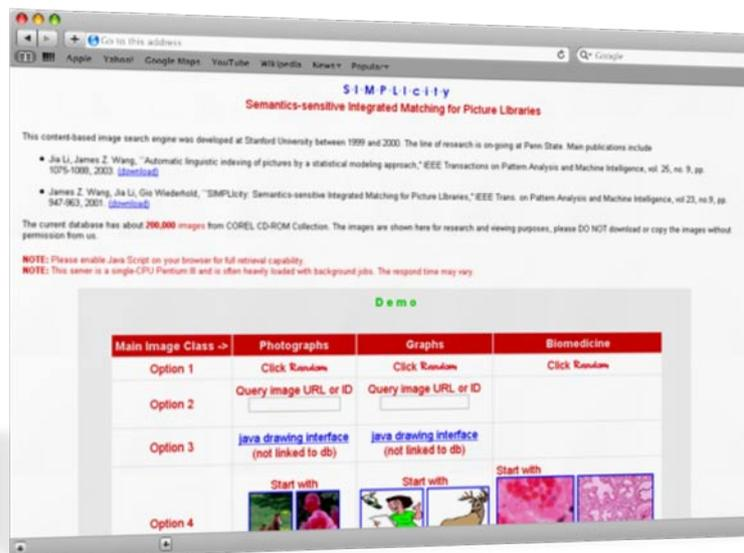 Go to this address
Google
Apple Yahoo! Google Maps YouTube Wikipedia News Popular
S·I·M·P·L·I·c·i·t·y
Semantics-sensitive Integrated Matching for Picture Libraries
This content-based image search engine was developed at Stanford University between 1999 and 2000. The line of research is on-going at Penn State. Main publications include
Jia Li, James Z. Wang, ``Automatic linguistic indexing of pictures by a statistical modeling approach,'' IEEE Transactions on Pattern Analysis and Machine Intelligence, vol. 25, no. 9, pp.
1075-1088, 2003. (download)
James Z. Wang, Jia Li, Gio Wiederhold, ``SIMPLIcity: Semantics-sensitive Integrated Matching for Picture Libraries,'' IEEE Trans. on Pattern Analysis and Machine Intelligence, vol 23, no.9, pp.
947-963, 2001. (download)
The current database has about 200,000 images from COREL CD-ROM Collection. The images are shown here for research and viewing purposes, please DO NOT download or copy the images without
permission from us.
NOTE: Please enable Java Script on your browser for full retrieval capability.
NOTE: This server is a single-CPU Pentium III and is often heavily loaded with background jobs. The respond time may vary.
Demo
Main Image Class -> Photographs Graphs Biomedicine
Option 1 Click Random Click Random Click Random
Option 2 Query image URL or ID Query image URL or ID
Option 3 java drawing interface java drawing interface
(not linked to db) (not linked to db)
Option 4 Start with Start with Start with